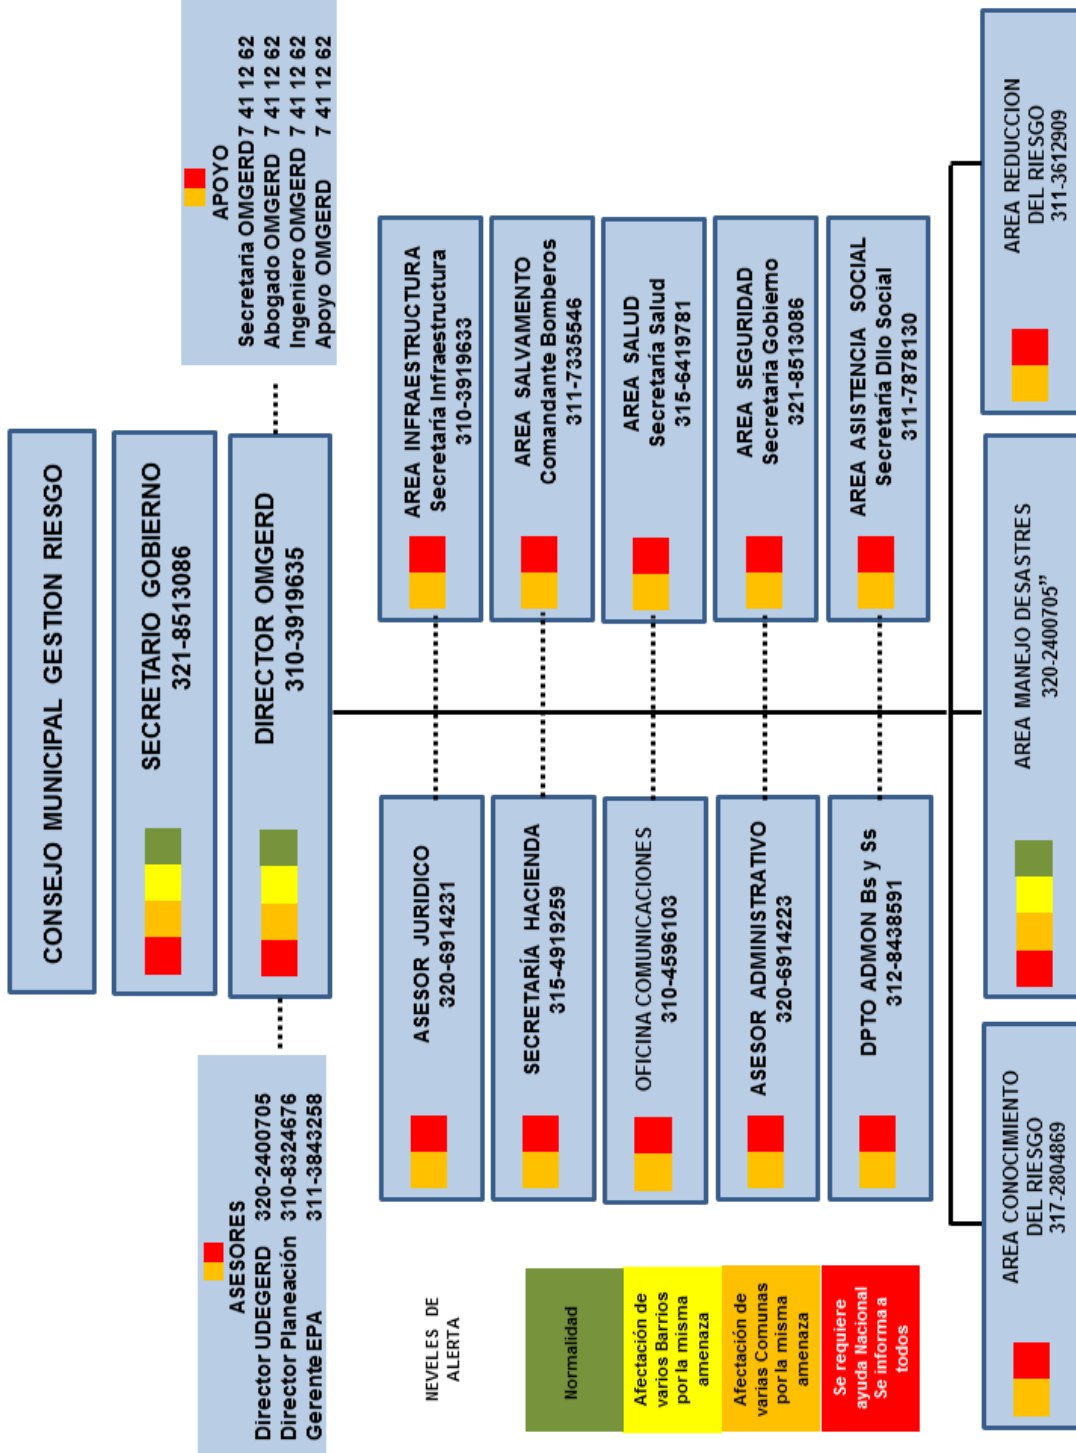 CONSEJO MUNICIPAL GESTION RIESGO
SECRETARIO GOBIERNO
321-8513086
DIRECTOR OMGERD
310-3919635
ASESORES
Director UDEGERD 320-2400705
Director Planeación 310-8324676
Gerente EPA 311-3843258
APOYO
Secretaria OMGERD 7 41 12 62
Abogado OMGERD 7 41 12 62
Ingeniero OMGERD 7 41 12 62
Apoyo OMGERD 7 41 12 62
ASESOR JURIDICO
320-6914231
AREA INFRAESTRUCTURA
Secretaría Infraestructura
310-3919633
SECRETARÍA HACIENDA
315-4919259
AREA SALVAMENTO
Comandante Bomberos
311-7335546
OFICINA COMUNICACIONES
310-4596103
AREA SALUD
Secretaría Salud
315-6419781
ASESOR ADMINISTRATIVO
320-6914223
AREA SEGURIDAD
Secretaria Gobierno
321-8513086
DPTO ADMON Bs y Ss
312-8438591
AREA ASISTENCIA SOCIAL
Secretaría Dllo Social
311-7878130
NEVELES DE
ALERTA
Normalidad
Afectación de
varios Barrios
por la misma
amenaza
Afectación de
varias Comunas
por la misma
amenaza
Se requiere
ayuda Nacional
Se informa a
todos
AREA CONOCIMIENTO
DEL RIESGO
317-2804869
AREA MANEJO DESASTRES
320-2400705”
AREA REDUCCION
DEL RIESGO
311-3612909